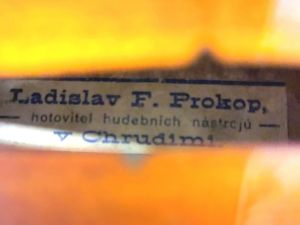 Ladislav F. Prokop,
hotovitel hudebních nástrojů
v Chrudimi.